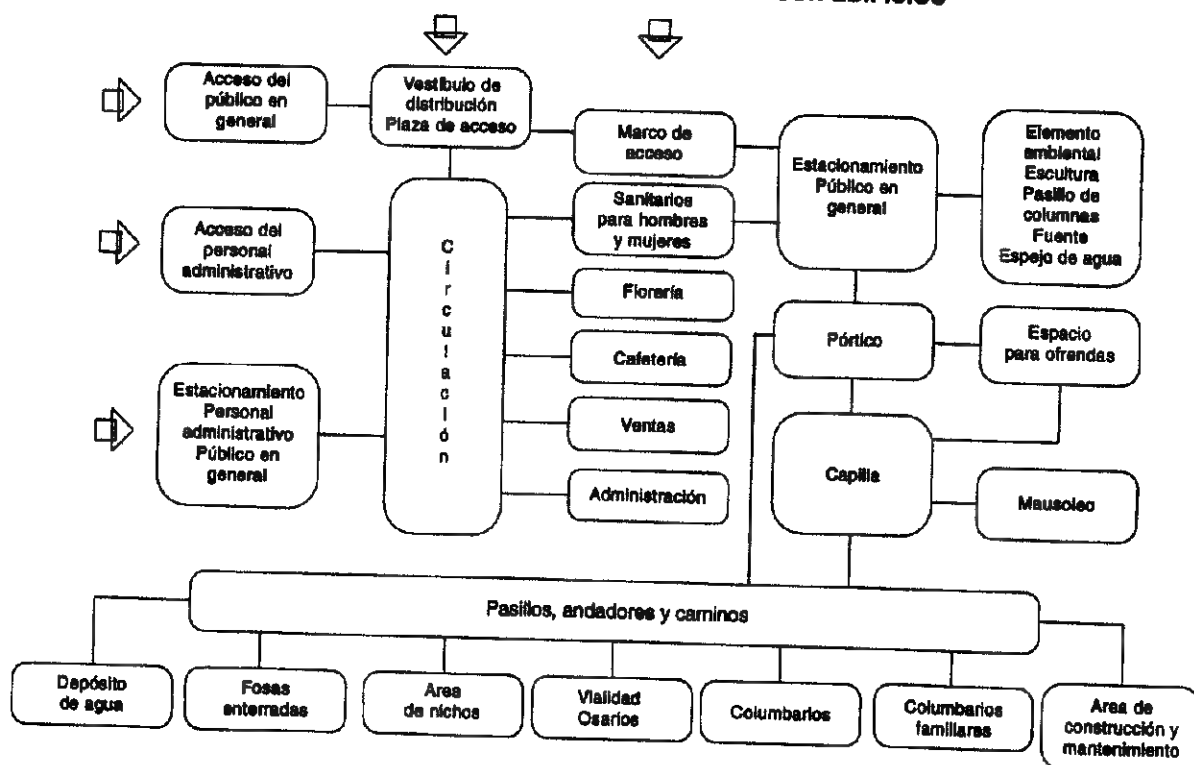 Acceso del
público en
general
Vestíbulo de
distribución
Plaza de acceso
Marco de
acceso
Estacionamiento
Público en
general
Elemento
ambiental
Escultura
Pasillo de
columnas
Fuente
Espejo de agua
Acceso del
personal
administrativo
Circulación
Sanitarios
para hombres
y mujeres
Florería
Cafetería
Ventas
Administración
Estacionamiento
Personal
administrativo
Público en
general
Pórtico
Espacio
para ofrendas
Capilla
Mausoleo
Pasillos, andadores y caminos
Depósito
de agua
Fosas
enterradas
Area
de nichos
Vialidad
Osarios
Columbarios
Columbarios
familiares
Area de
construcción y
mantenimiento